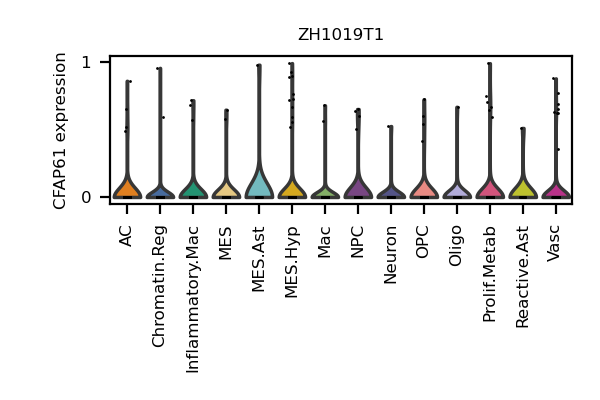 ZH1019T1
CFAP61 expression
1
0
AC
Chromatin.Reg
Inflammatory.Mac
MES
MES.Ast
MES.Hyp
Mac
NPC
Neuron
OPC
Oligo
Prolif.Metab
Reactive.Ast
Vasc